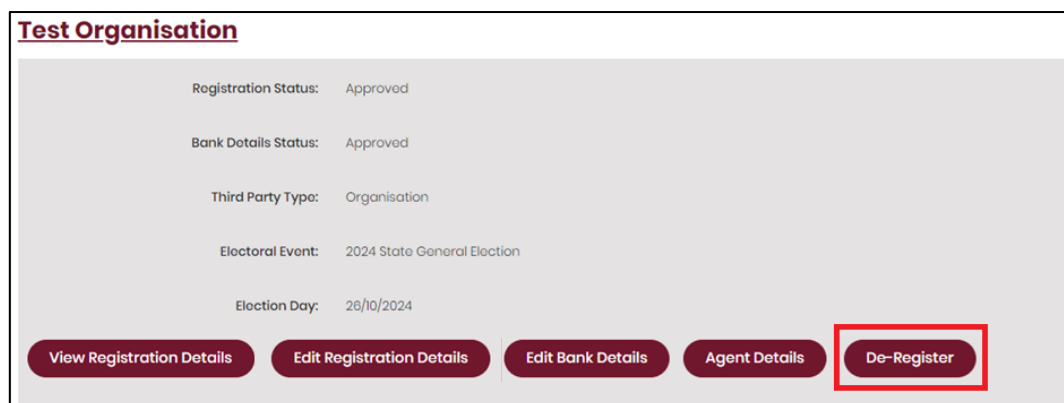 Test Organisation
Registration Status: Approved
Bank Details Status: Approved
Third Party Type: Organisation
Electoral Event: 2024 State General Election
Election Day: 26/10/2024
View Registration Details Edit Registration Details Edit Bank Details Agent Details De-Register